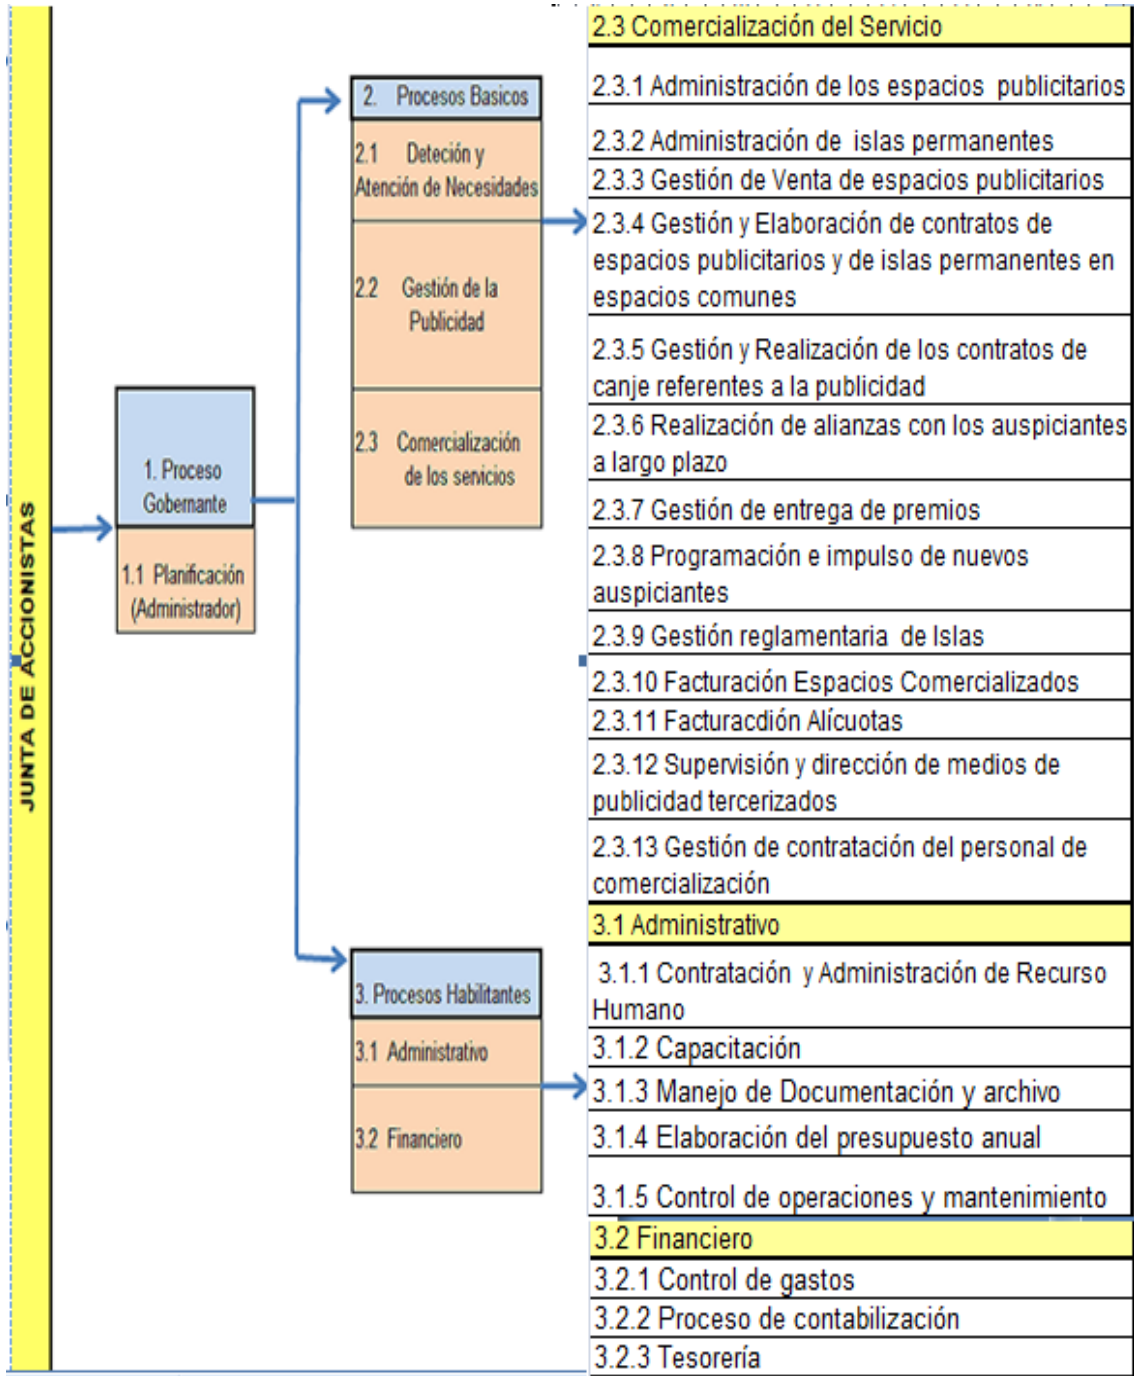 JUNTA DE ACCIONISTAS
1. Proceso
Gobernante
1.1 Planificación
(Administrador)
2. Procesos Basicos
2.1 Deteción y
Atención de Necesidades
2.2 Gestión de la
Publicidad
2.3 Comercialización
de los servicios
3. Procesos Habilitantes
3.1 Administrativo
3.2 Financiero
2.3 Comercialización del Servicio
2.3.1 Administración de los espacios publicitarios
2.3.2 Administración de islas permanentes
2.3.3 Gestión de Venta de espacios publicitarios
2.3.4 Gestión y Elaboración de contratos de
espacios publicitarios y de islas permanentes en
espacios comunes
2.3.5 Gestión y Realización de los contratos de
canje referentes a la publicidad
2.3.6 Realización de alianzas con los auspiciantes
a largo plazo
2.3.7 Gestión de entrega de premios
2.3.8 Programación e impulso de nuevos
auspiciantes
2.3.9 Gestión reglamentaria de Islas
2.3.10 Facturación Espacios Comercializados
2.3.11 Facturacdión Alícuotas
2.3.12 Supervisión y dirección de medios de
publicidad tercerizados
2.3.13 Gestión de contratación del personal de
comercialización
3.1 Administrativo
3.1.1 Contratación y Administración de Recurso
Humano
3.1.2 Capacitación
3.1.3 Manejo de Documentación y archivo
3.1.4 Elaboración del presupuesto anual
3.1.5 Control de operaciones y mantenimiento
3.2 Financiero
3.2.1 Control de gastos
3.2.2 Proceso de contabilización
3.2.3 Tesorería